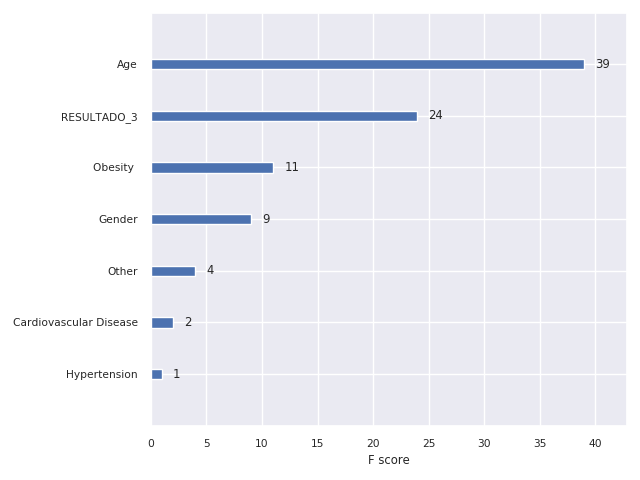 Age 39
RESULTADO_3 24
Obesity 11
Gender 9
Other 4
Cardiovascular Disease 2
Hypertension 1
0 5 10 15 20 25 30 35 40
F score